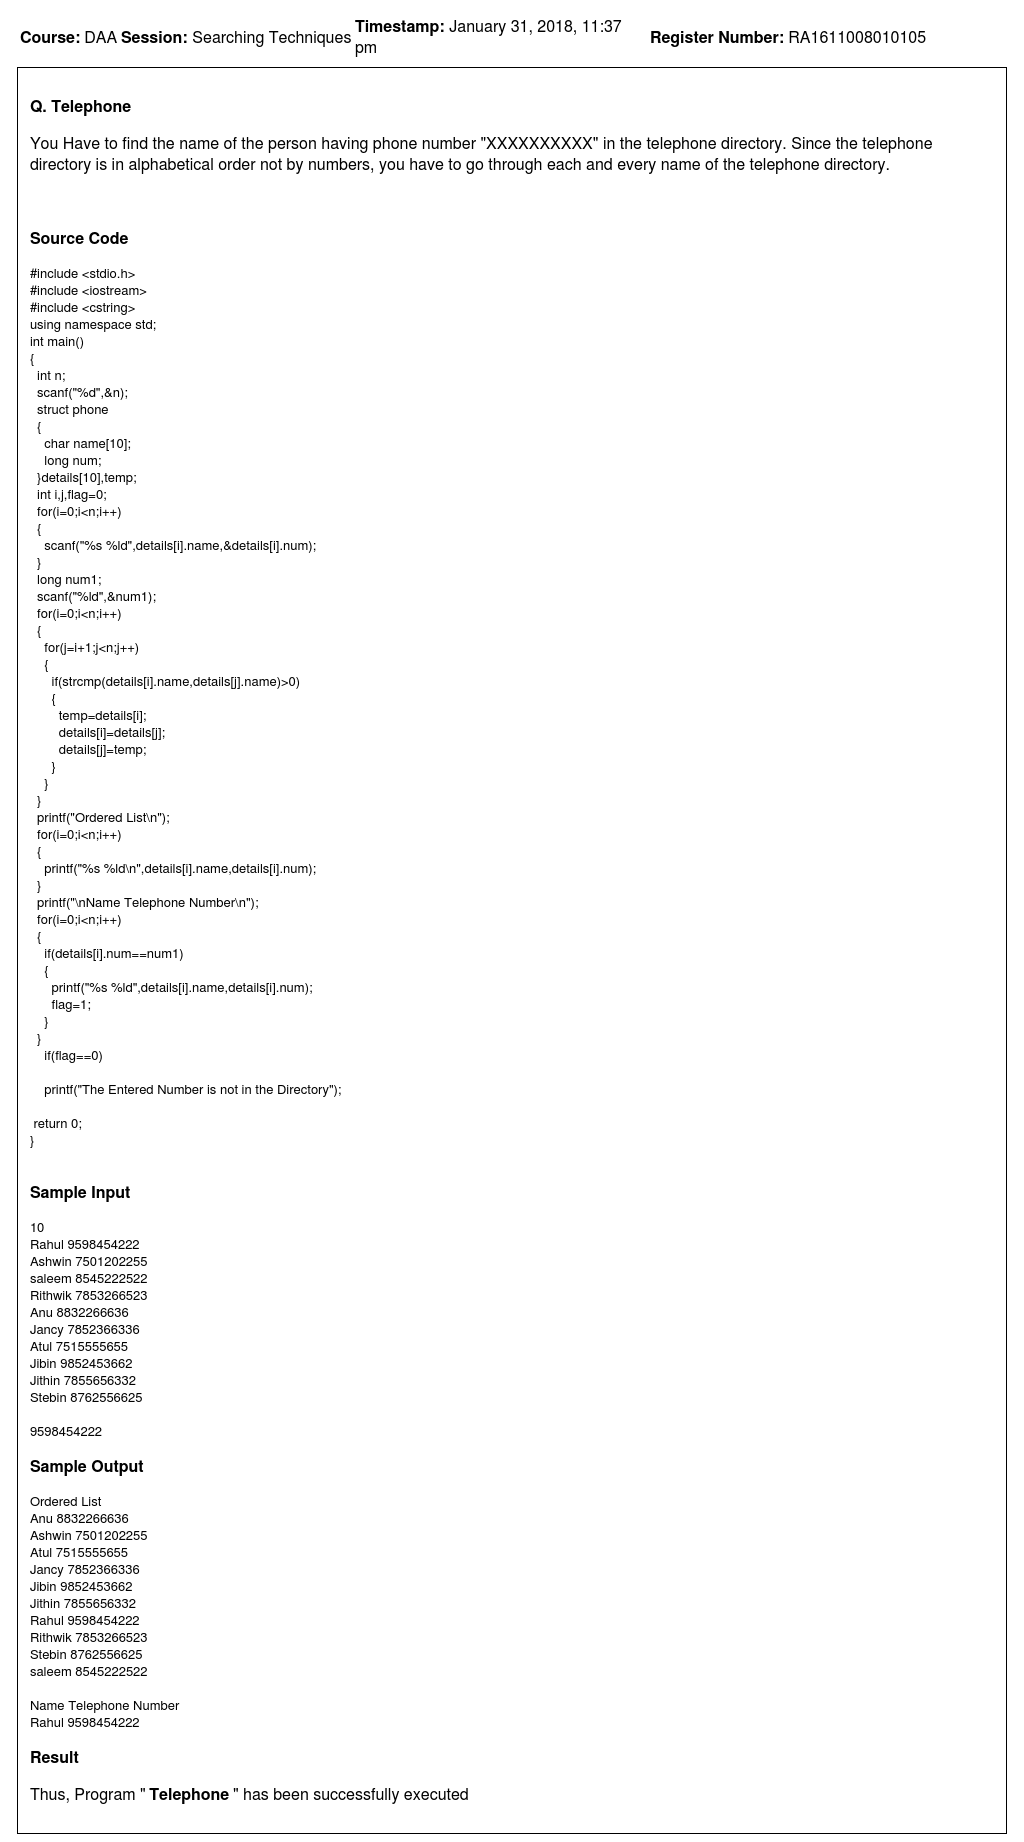 Course: DAA Session: Searching Techniques Timestamp: January 31, 2018, 11:37 pm Register Number: RA1611008010105
Q. Telephone
You Have to find the name of the person having phone number "XXXXXXXXXX" in the telephone directory. Since the telephone
directory is in alphabetical order not by numbers, you have to go through each and every name of the telephone directory.
Source Code
#include <stdio.h>
#include <iostream>
#include <cstring>
using namespace std;
int main()
{
  int n;
  scanf("%d",&n);
  struct phone
  {
    char name[10];
    long num;
  }details[10],temp;
  int i,j,flag=0;
  for(i=0;i<n;i++)
  {
    scanf("%s %ld",details[i].name,&details[i].num);
  }
  long num1;
  scanf("%ld",&num1);
  for(i=0;i<n;i++)
  {
    for(j=i+1;j<n;j++)
    {
      if(strcmp(details[i].name,details[j].name)>0)
      {
        temp=details[i];
        details[i]=details[j];
        details[j]=temp;
      }
    }
  }
  printf("Ordered List\n");
  for(i=0;i<n;i++)
  {
    printf("%s %ld\n",details[i].name,details[i].num);
  }
  printf("\nName Telephone Number\n");
  for(i=0;i<n;i++)
  {
    if(details[i].num==num1)
    {
      printf("%s %ld",details[i].name,details[i].num);
      flag=1;
    }
  }
    if(flag==0)
    printf("The Entered Number is not in the Directory");
 return 0;
}
Sample Input
10
Rahul 9598454222
Ashwin 7501202255
saleem 8545222522
Rithwik 7853266523
Anu 8832266636
Jancy 7852366336
Atul 7515555655
Jibin 9852453662
Jithin 7855656332
Stebin 8762556625
9598454222
Sample Output
Ordered List
Anu 8832266636
Ashwin 7501202255
Atul 7515555655
Jancy 7852366336
Jibin 9852453662
Jithin 7855656332
Rahul 9598454222
Rithwik 7853266523
Stebin 8762556625
saleem 8545222522
Name Telephone Number
Rahul 9598454222
Result
Thus, Program " Telephone " has been successfully executed